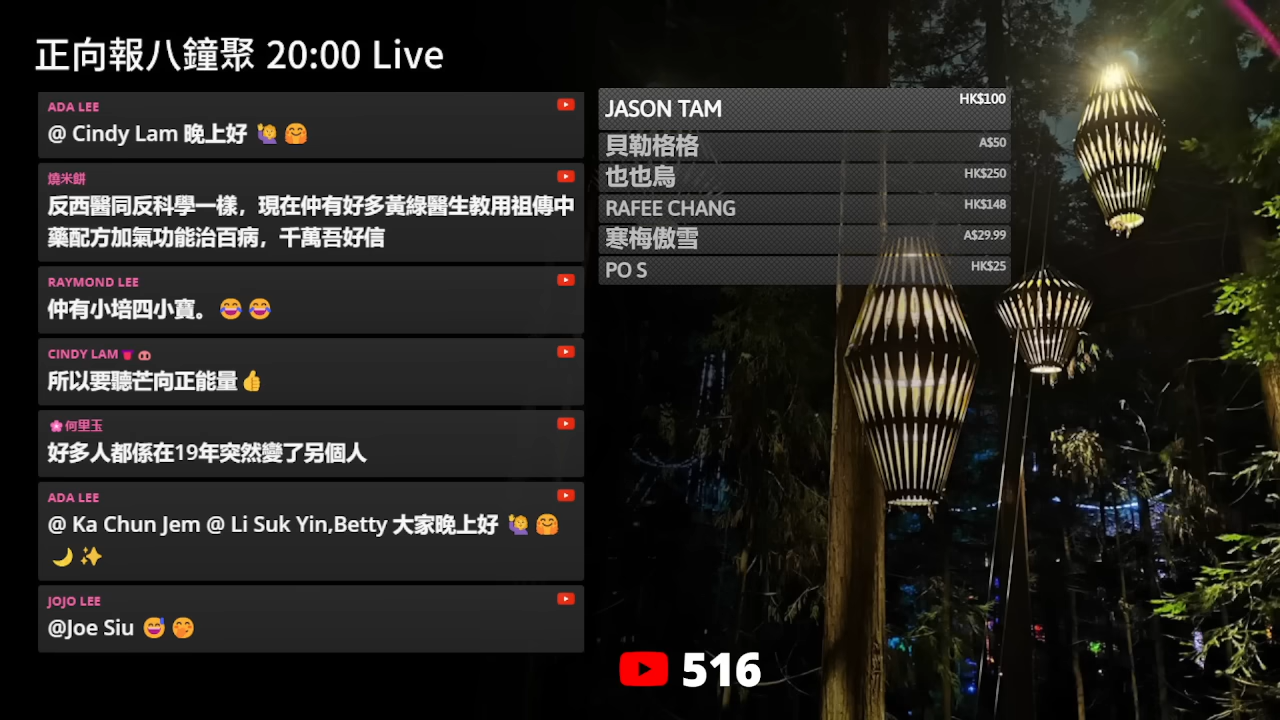 正向報八鐘聚 20:00 Live
ADA LEE
@ Cindy Lam 晚上好 🙋‍♀️ 🤗
燒米餅
反西醫同反科學一樣，現在仲有好多黃綠醫生教用祖傳中
藥配方加氣功能治百病，千萬吾好信
RAYMOND LEE
仲有小培四小寶。 😂 😂
CINDY LAM
所以要聽芒向正能量👍
🌸何里玉
好多人都係在19年突然變了另個人
ADA LEE
@ Ka Chun Jem @ Li Suk Yin,Betty 大家晚上好 🙋‍♀️ 🤗
🌙 ✨
JOJO LEE
@Joe Siu 😅 🤭
JASON TAM HK$100
貝勒格格 A$50
也也烏 HK$250
RAFEE CHANG HK$148
寒梅傲雪 A$29.99
PO S HK$25
516